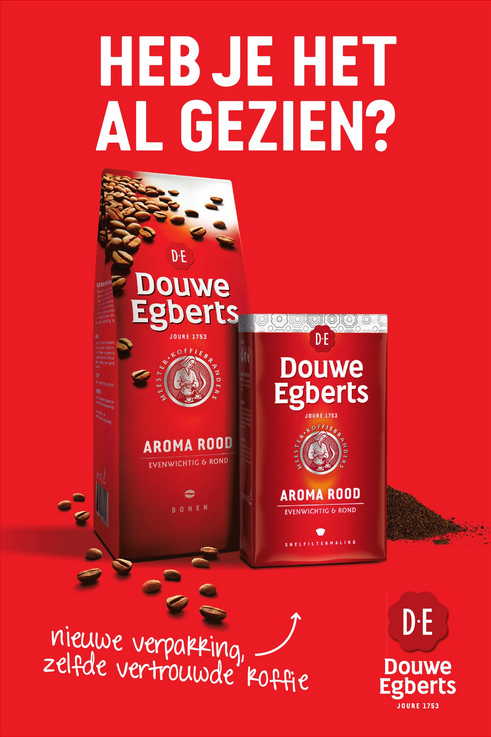 HEB JE HET
AL GEZIEN?
D·E
Douwe
Egberts
JOURE 1753
MEESTER-KOFFIEBRANDERS
AROMA ROOD
EVENWICHTIG & ROND
BONEN
D·E
Douwe
Egberts
JOURE 1753
MEESTER-KOFFIEBRANDERS
AROMA ROOD
EVENWICHTIG & ROND
SNELFILTERMALING
nieuwe verpakking,
zelfde vertrouwde koffie
D·E
Douwe
Egberts
JOURE 1753